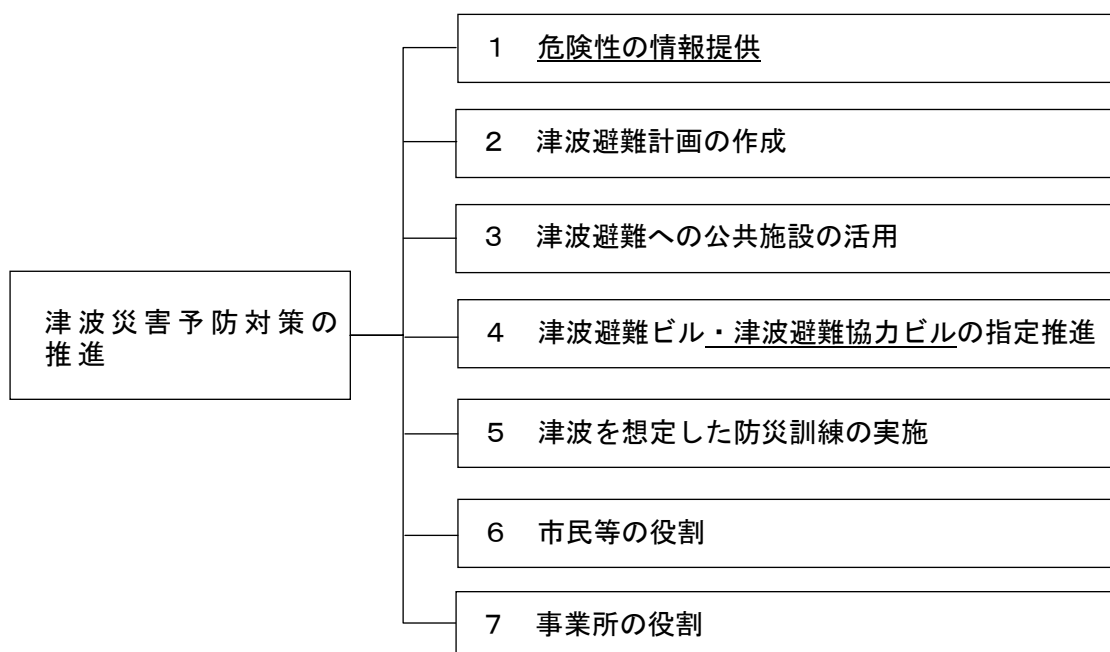 1 危険性の情報提供
2 津波避難計画の作成
3 津波避難への公共施設の活用
津波災害予防対策の
推進
4 津波避難ビル・津波避難協力ビルの指定推進
5 津波を想定した防災訓練の実施
6 市民等の役割
7 事業所の役割